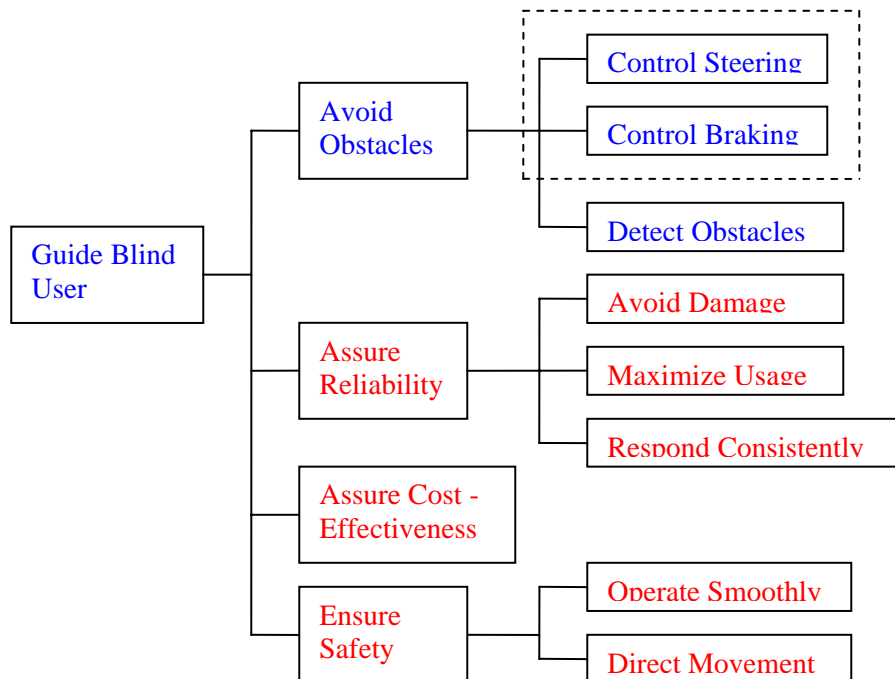 Control Steering
Avoid
Obstacles
Control Braking
Detect Obstacles
Guide Blind
User
Avoid Damage
Assure
Reliability
Maximize Usage
Respond Consistently
Assure Cost -
Effectiveness
Operate Smoothly
Ensure
Safety
Direct Movement